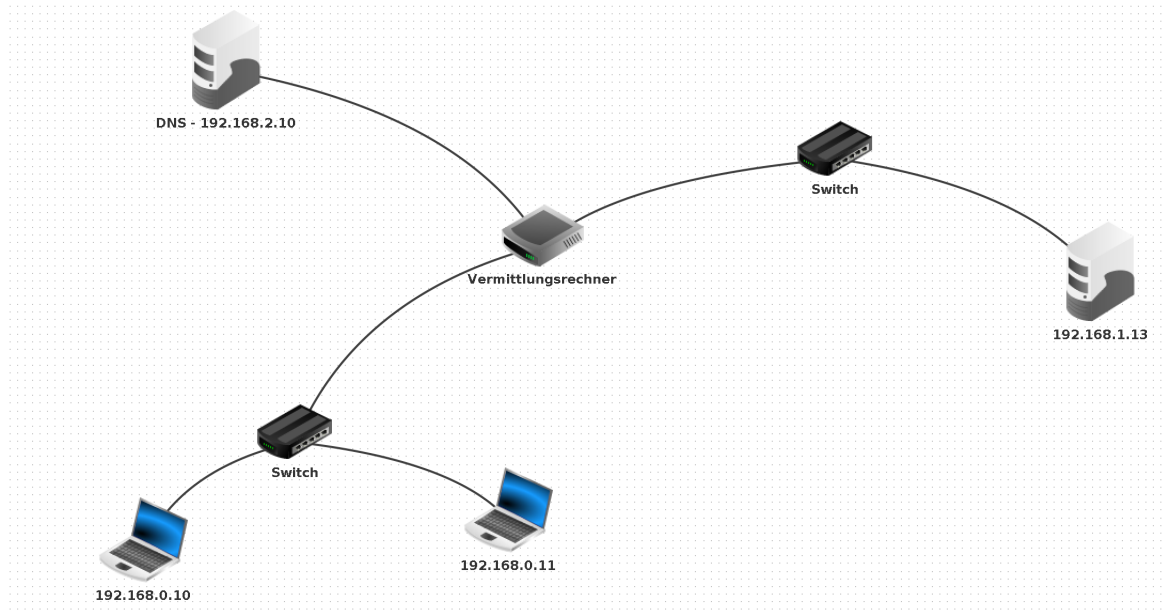 DNS - 192.168.2.10
Switch
Vermittlungsrechner
192.168.1.13
Switch
192.168.0.11
192.168.0.10